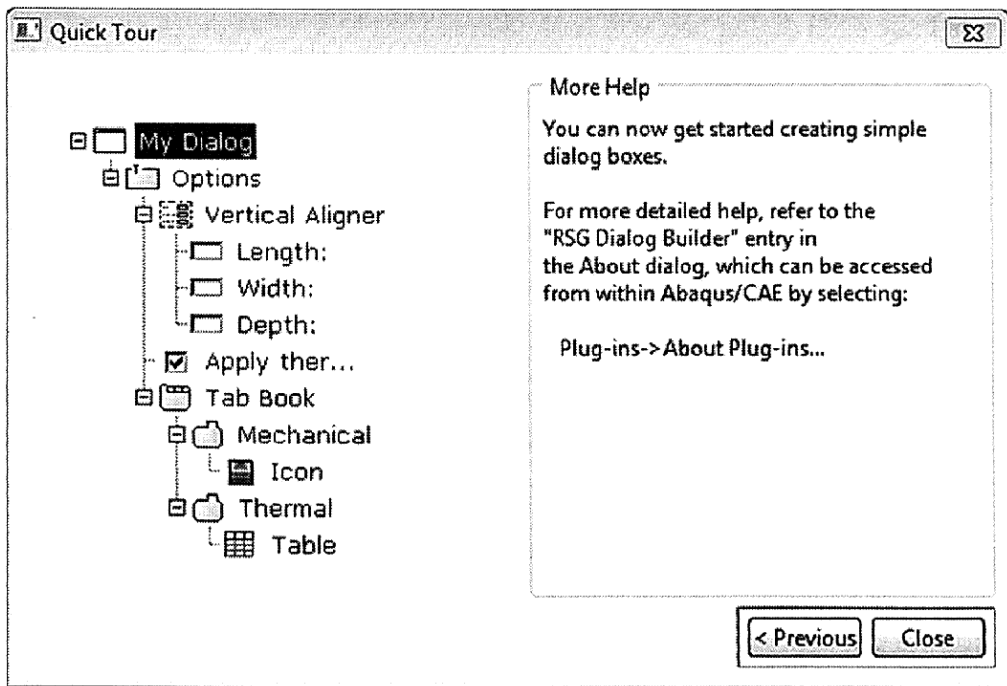 Quick Tour
My Dialog
Options
Vertical Aligner
Length:
Width:
Depth:
Apply ther...
Tab Book
Mechanical
Icon
Thermal
Table
More Help
You can now get started creating simple
dialog boxes.
For more detailed help, refer to the
"RSG Dialog Builder" entry in
the About dialog, which can be accessed
from within Abaqus/CAE by selecting:
Plug-ins->About Plug-ins...
< Previous
Close